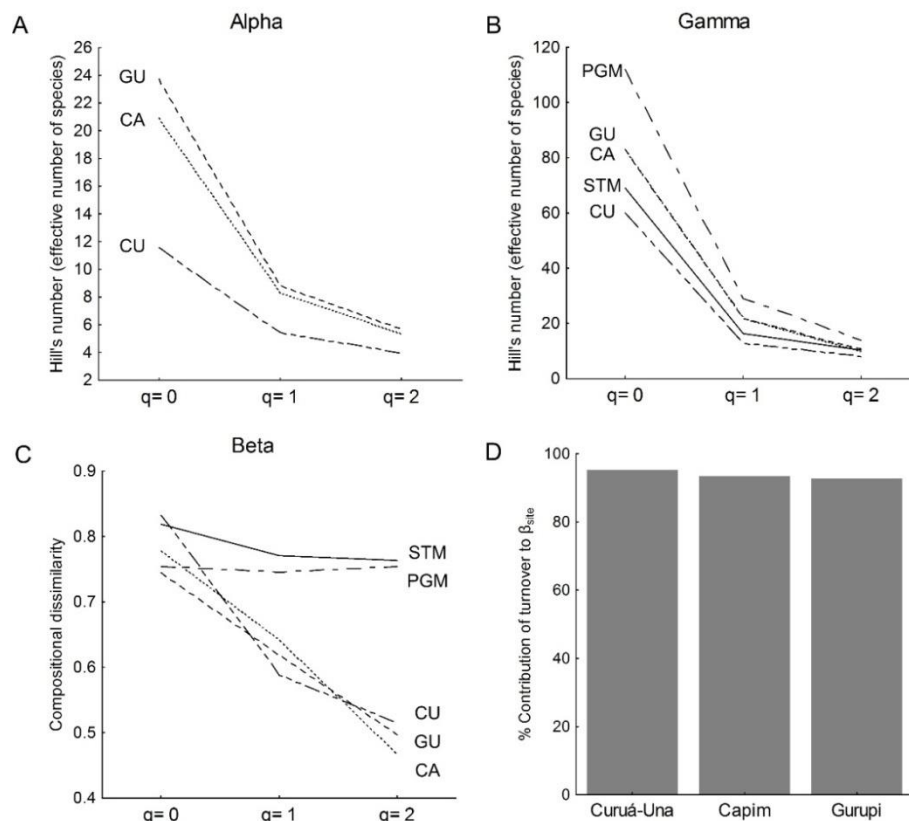 A
Alpha
Hill's number (effective number of species)
26
24
22
20
18
16
14
12
10
8
6
4
2
GU
CA
CU
q= 0
q= 1
q= 2
B
Gamma
Hill's number (effective number of species)
120
100
80
60
40
20
0
PGM
GU
CA
STM
CU
q= 0
q= 1
q= 2
C
Beta
Compositional dissimilarity
0.9
0.8
0.7
0.6
0.5
0.4
STM
PGM
CU
GU
CA
q= 0
q= 1
q= 2
D
% Contribution of turnover to βsite
100
80
60
40
20
0
Curuá-Una
Capim
Gurupi